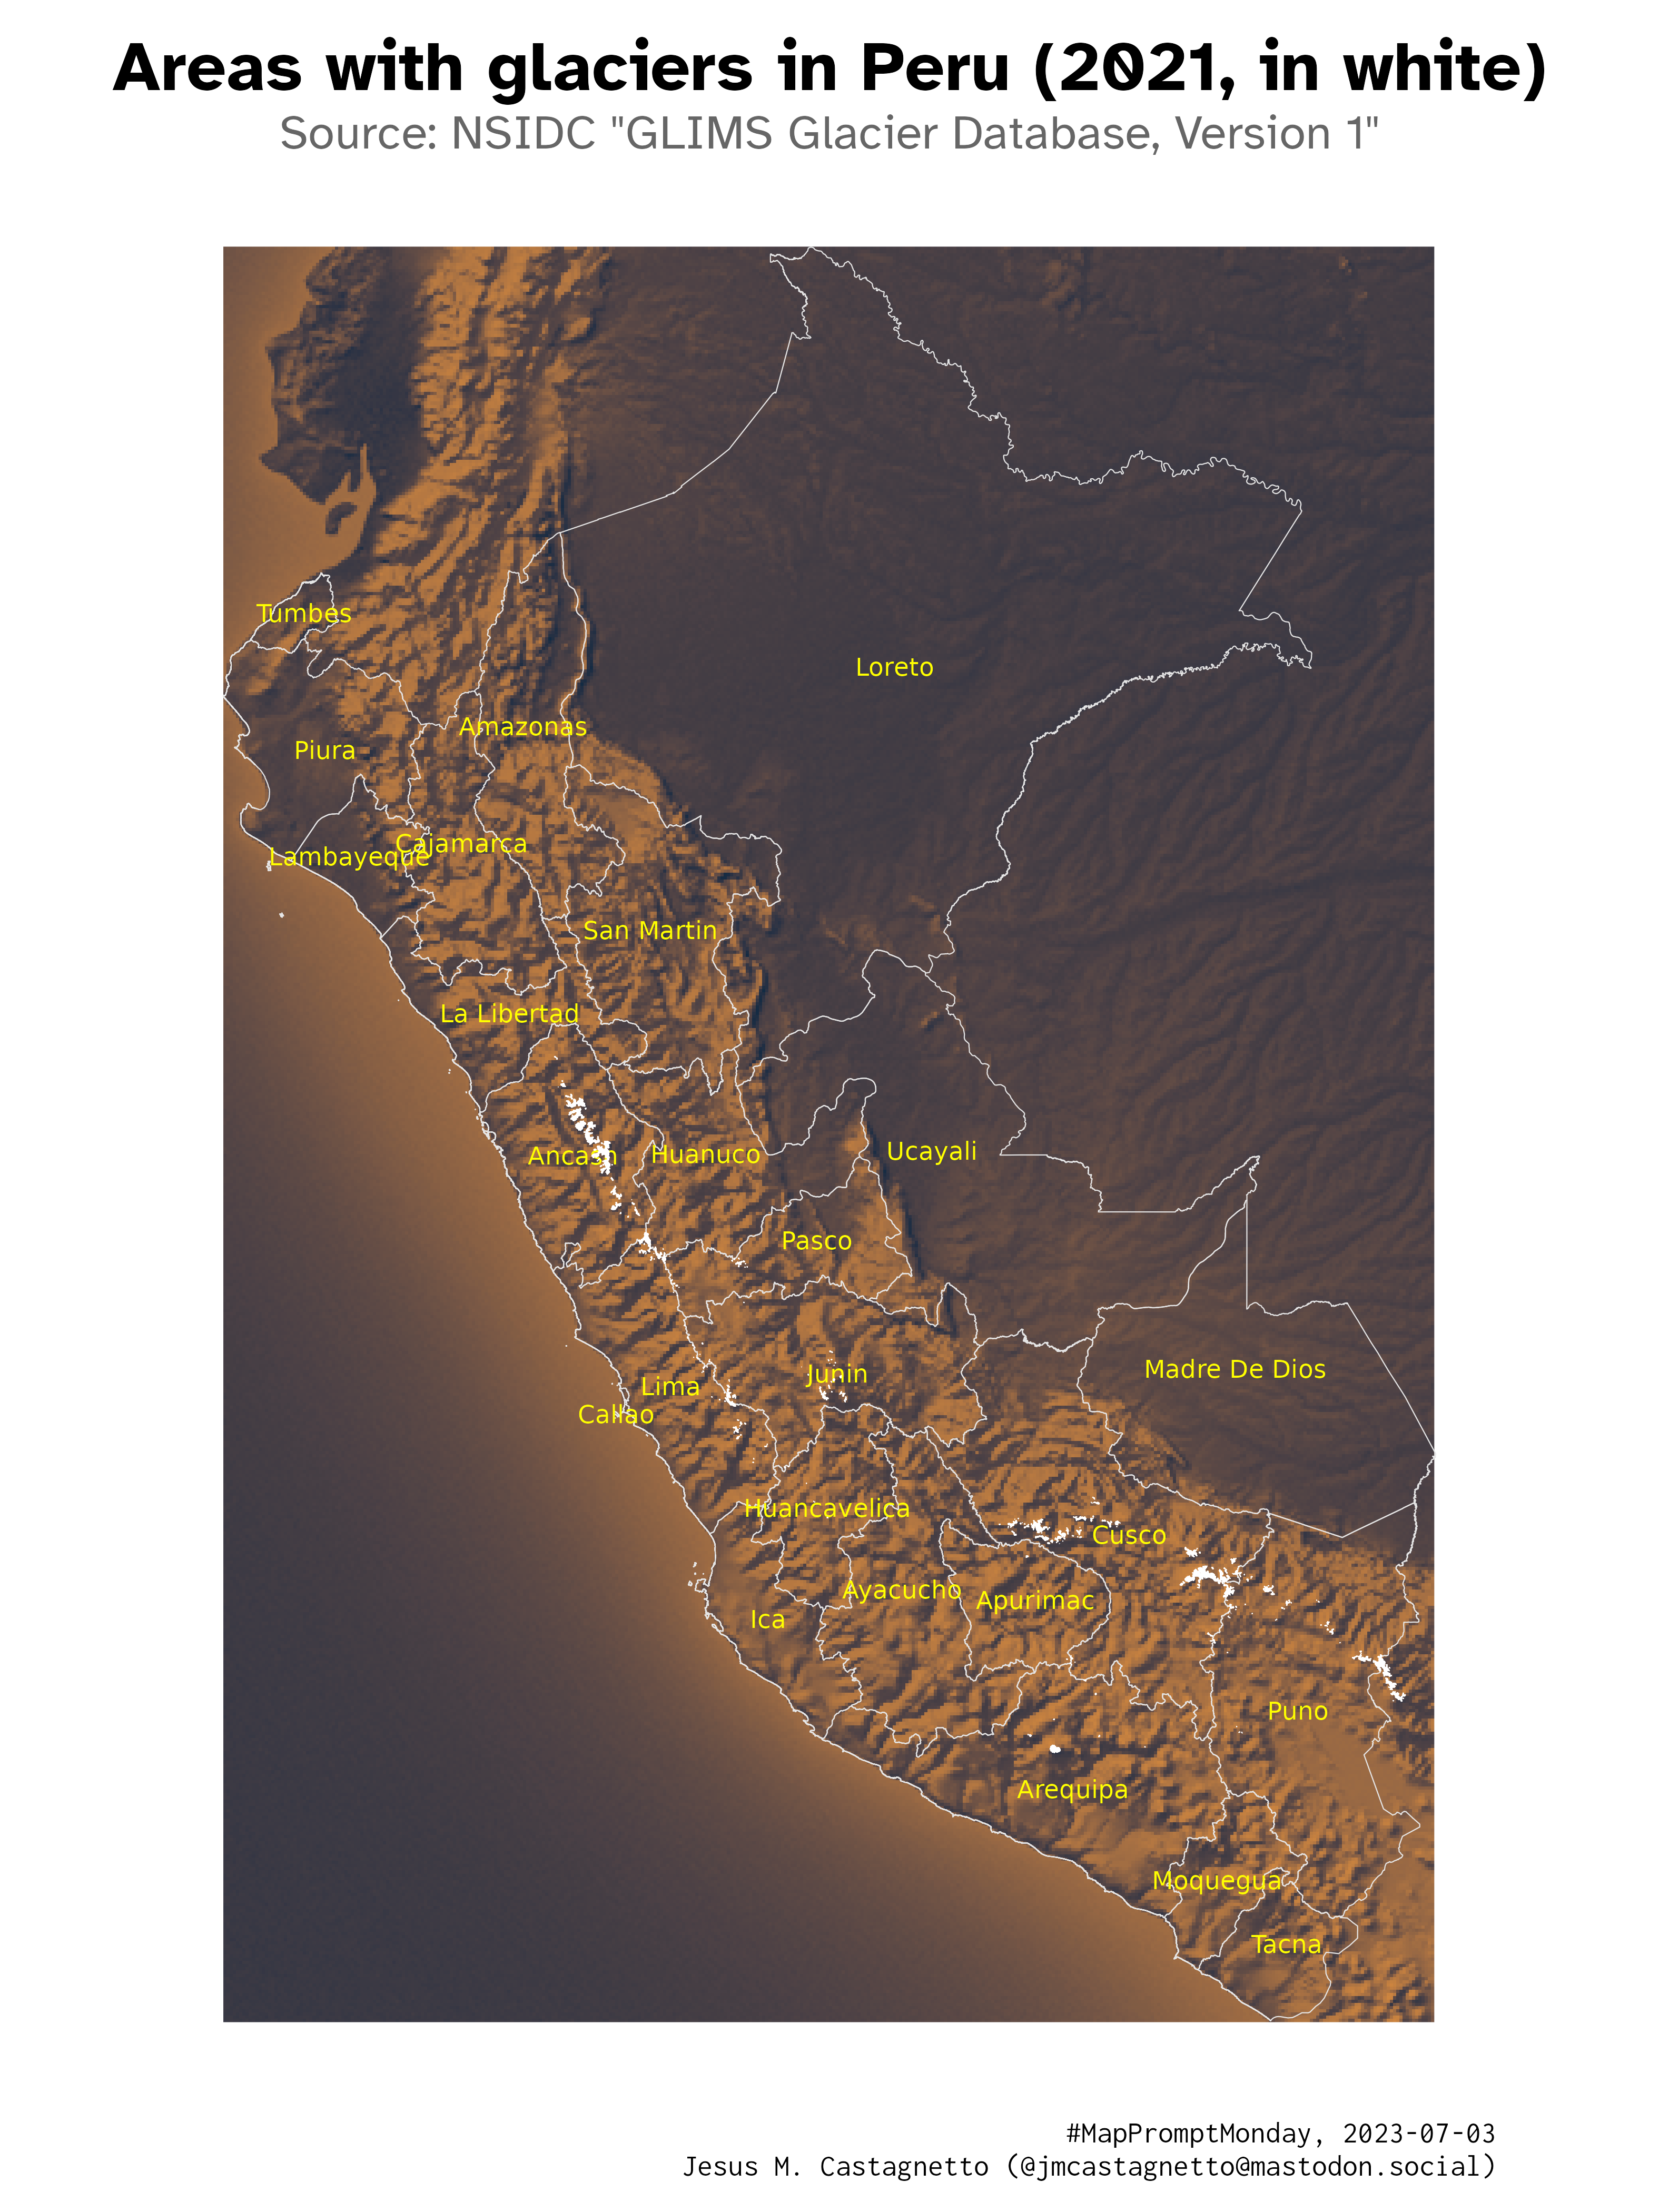 Areas with glaciers in Peru (2021, in white)
Source: NSIDC "GLIMS Glacier Database, Version 1"
Tumbes
Loreto
Amazonas
Piura
Cajamarca
Lambayeque
San Martin
La Libertad
Ucayali
Ancash
Huanuco
Pasco
Madre De Dios
Junin
Lima
Callao
Huancavelica
Cusco
Ayacucho
Apurimac
Ica
Puno
Arequipa
Moquegua
Tacna
#MapPromptMonday, 2023-07-03
Jesus M. Castagnetto (@jmcastagnetto@mastodon.social)